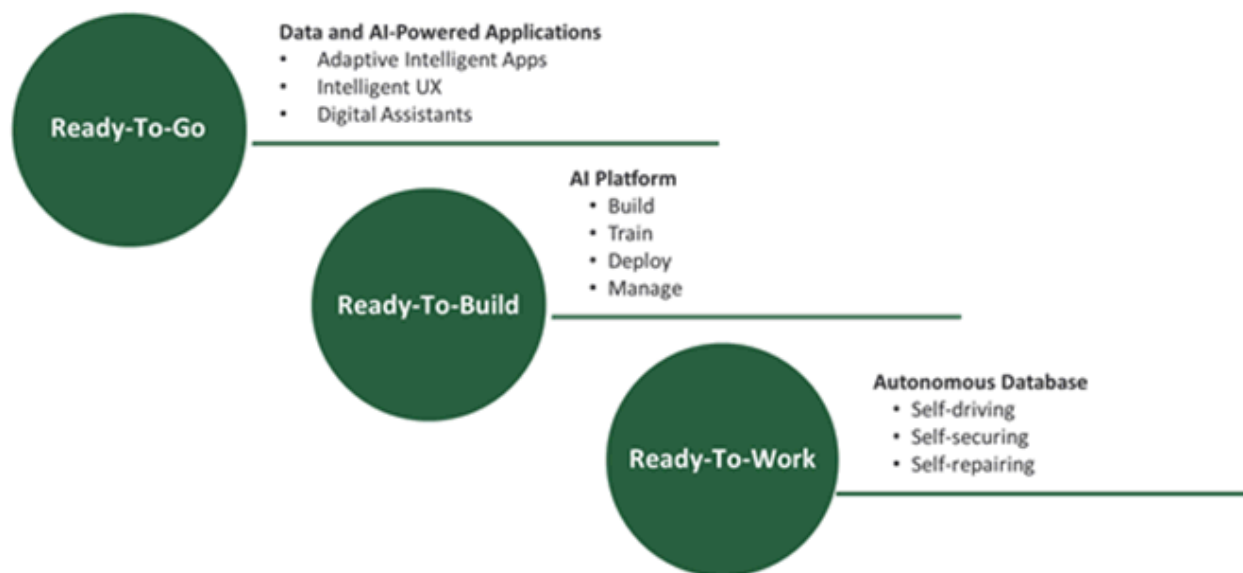 Ready-To-Go
Data and AI-Powered Applications
• Adaptive Intelligent Apps
• Intelligent UX
• Digital Assistants
Ready-To-Build
AI Platform
• Build
• Train
• Deploy
• Manage
Ready-To-Work
Autonomous Database
• Self-driving
• Self-securing
• Self-repairing